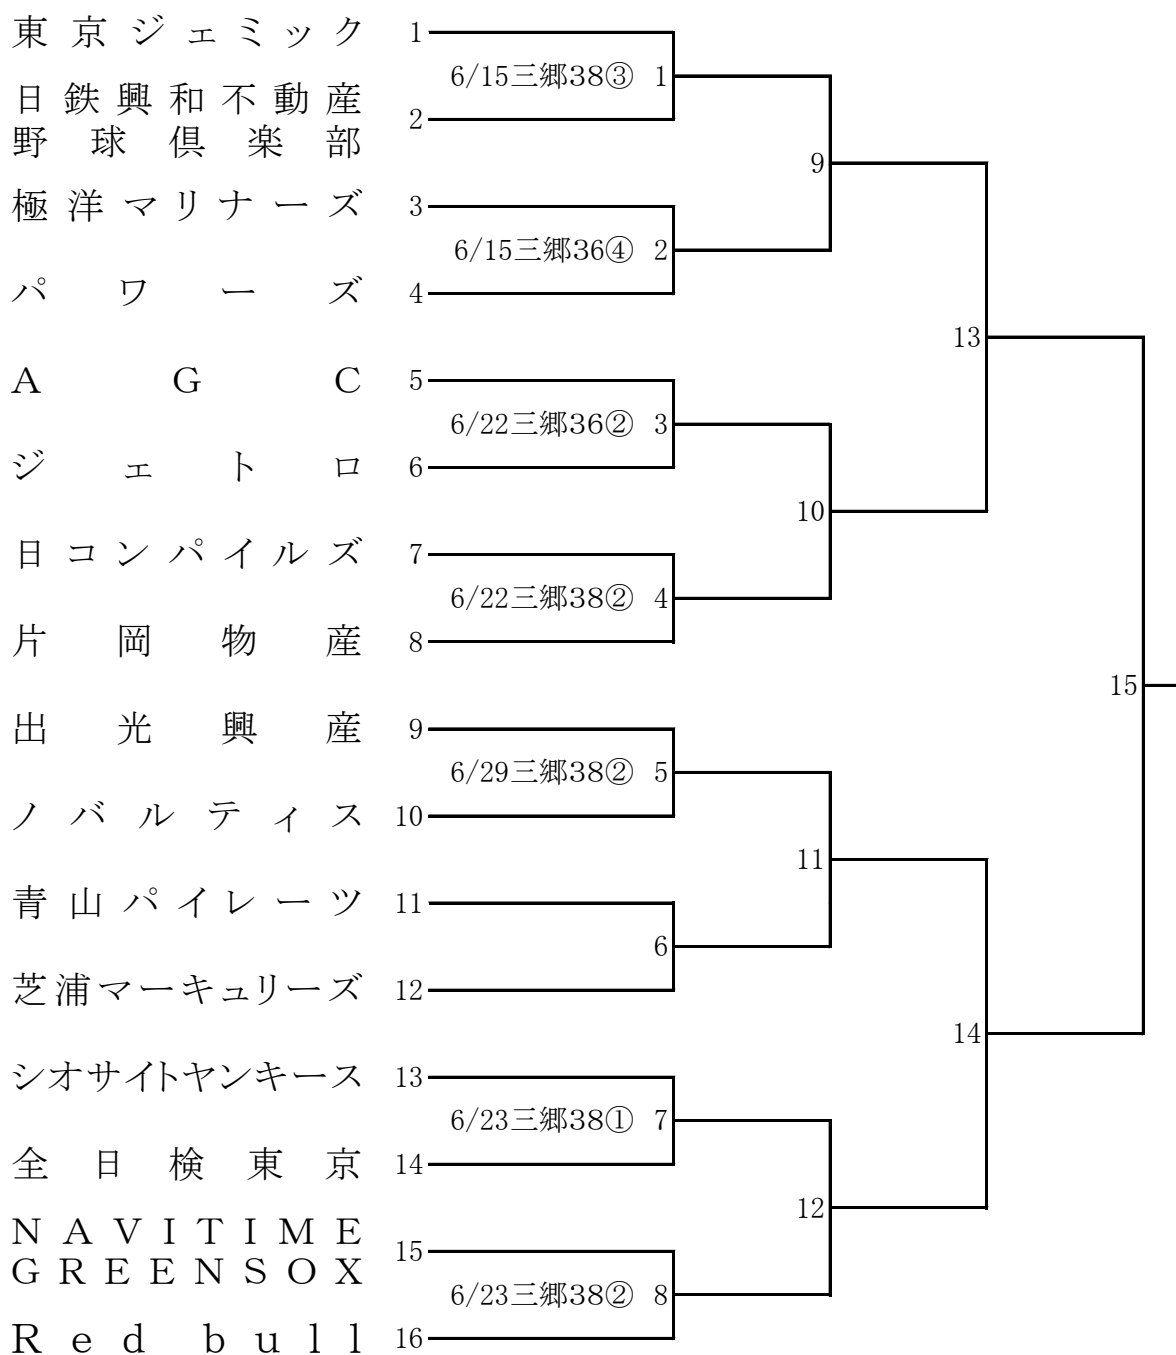 東京ジェミック 1
6/15三郷38③ 1
日鉄興和不動産
野球倶楽部
2
9
極洋マリナーズ 3
6/15三郷36④ 2
パワーズ 4
13
AGC 5
6/22三郷36② 3
ジェトロ 6
10
日コンパイルズ 7
6/22三郷38② 4
片岡物産 8
15
出光興産 9
6/29三郷38② 5
ノバルティス 10
11
青山パイレーツ 11
6
芝浦マーキュリーズ 12
14
シオサイトヤンキース 13
6/23三郷38① 7
全日検東京 14
12
NAVITIME
GREENSOX
15
6/23三郷38② 8
Red bull 16